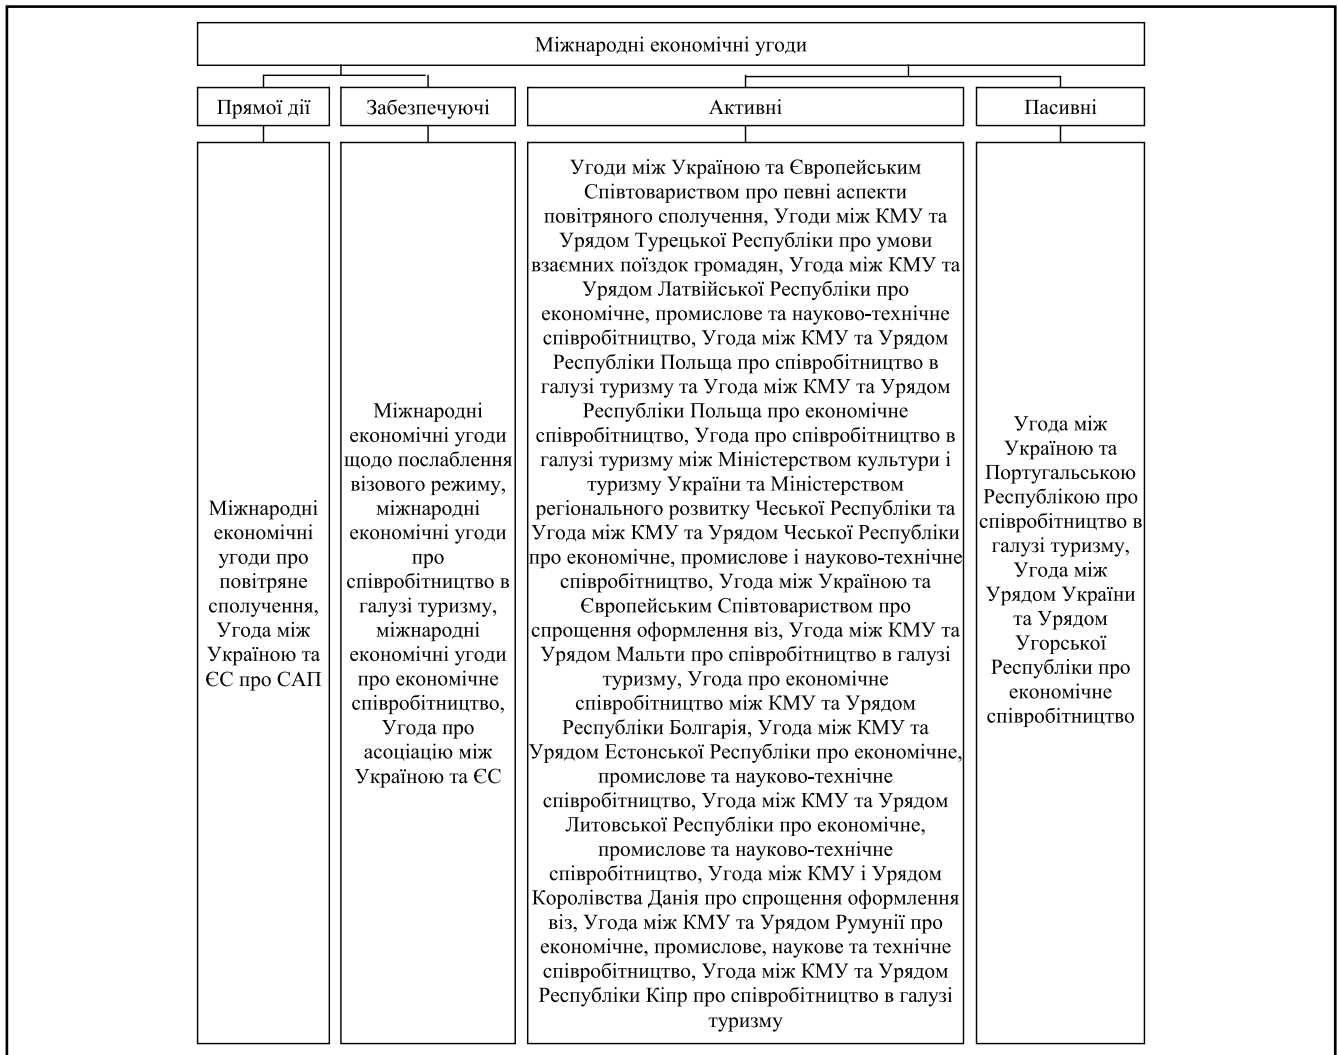 Міжнародні економічні угоди
Прямої дії
Забезпечуючі
Активні
Пасивні
Міжнародні
економічні
угоди про
повітряне
сполучення,
Угода між
Україною та
ЄС про САП
Міжнародні
економічні угоди
щодо послаблення
візового режиму,
міжнародні
економічні угоди
про
співробітництво в
галузі туризму,
міжнародні
економічні угоди
про економічне
співробітництво,
Угода про
асоціацію між
Україною та ЄС
Угоди між Україною та Європейським
Співтовариством про певні аспекти
повітряного сполучення, Угоди між КМУ та
Урядом Турецької Республіки про умови
взаємних поїздок громадян, Угода між КМУ та
Урядом Латвійської Республіки про
економічне, промислове та науково-технічне
співробітництво, Угода між КМУ та Урядом
Республіки Польща про співробітництво в
галузі туризму та Угода між КМУ та Урядом
Республіки Польща про економічне
співробітництво, Угода про співробітництво в
галузі туризму між Міністерством культури і
туризму України та Міністерством
регіонального розвитку Чеської Республіки та
Угода між КМУ та Урядом Чеської Республіки
про економічне, промислове і науково-технічне
співробітництво, Угода між Україною та
Європейським Співтовариством про
спрощення оформлення віз, Угода між КМУ та
Урядом Мальти про співробітництво в галузі
туризму, Угода про економічне
співробітництво між КМУ та Урядом
Республіки Болгарія, Угода між КМУ та
Урядом Естонської Республіки про економічне,
промислове та науково-технічне
співробітництво, Угода між КМУ та Урядом
Литовської Республіки про економічне,
промислове та науково-технічне
співробітництво, Угода між КМУ і Урядом
Королівства Данія про спрощення оформлення
віз, Угода між КМУ та Урядом Румунії про
економічне, промислове, наукове та технічне
співробітництво, Угода між КМУ та Урядом
Республіки Кіпр про співробітництво в галузі
туризму
Угода між
Україною та
Португальською
Республікою про
співробітництво в
галузі туризму,
Угода між
Урядом України
та Урядом
Угорської
Республіки про
економічне
співробітництво